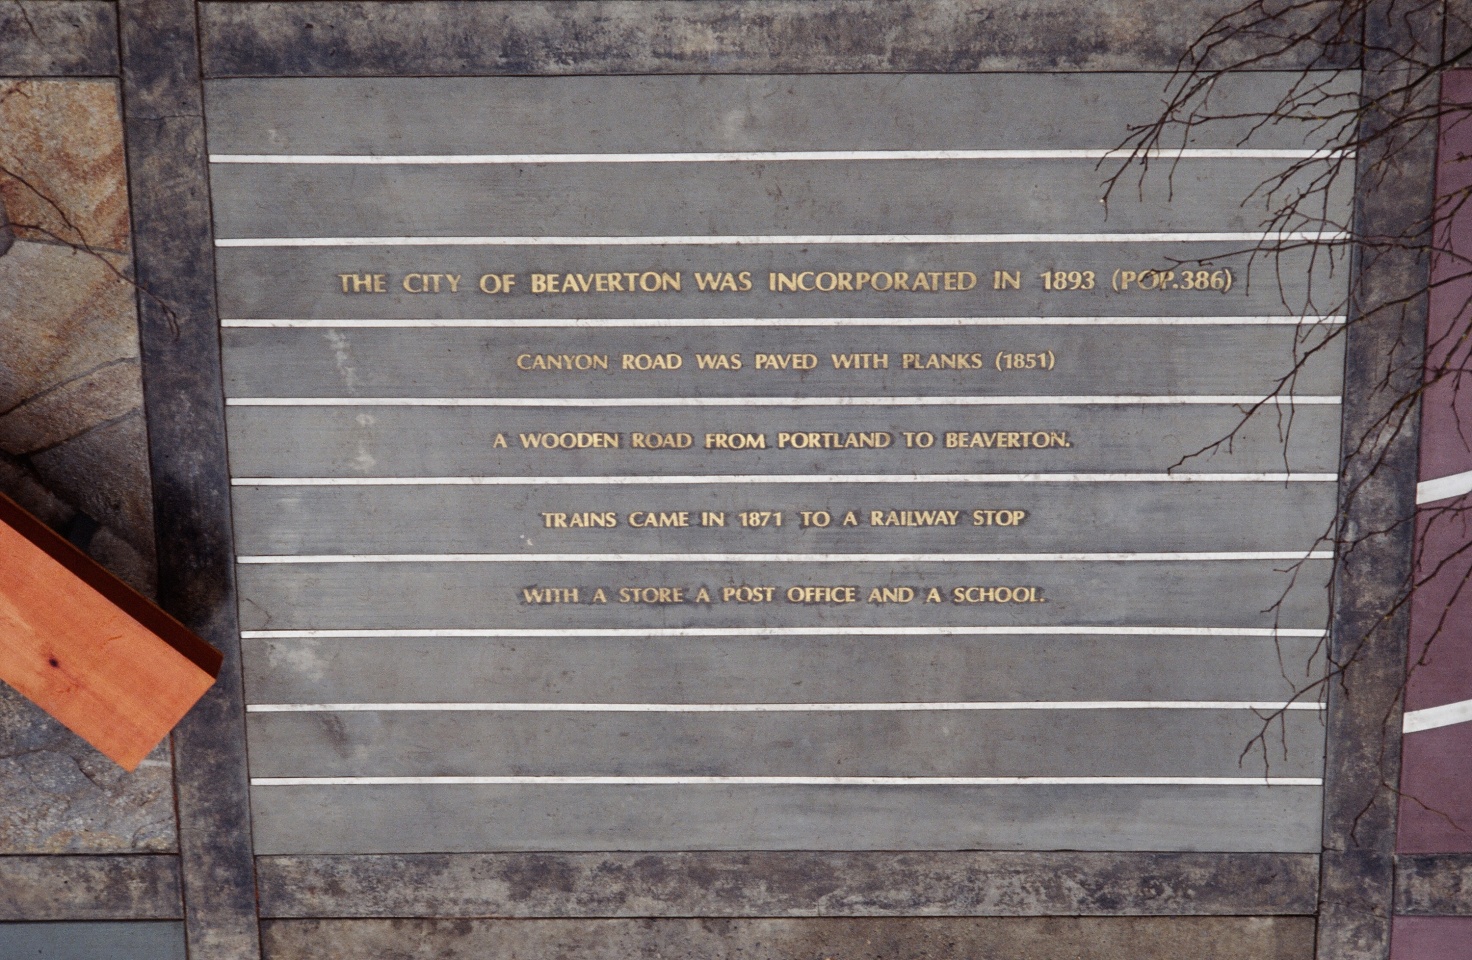 THE CITY OF BEAVERTON WAS INCORPORATED IN 1893 (POP.386)
CANYON ROAD WAS PAVED WITH PLANKS (1851)
A WOODEN ROAD FROM PORTLAND TO BEAVERTON.
TRAINS CAME IN 1871 TO A RAILWAY STOP
WITH A STORE A POST OFFICE AND A SCHOOL.